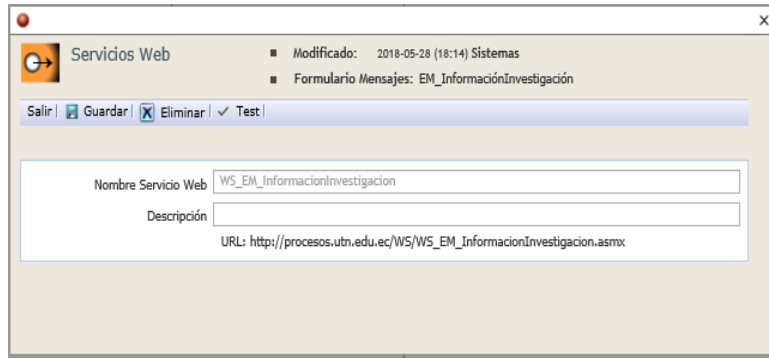 x
Servicios Web
Modificado: 2018-05-28 (18:14) Sistemas
Formulario Mensajes: EM_InformaciónInvestigación
Salir | Guardar | Eliminar | Test |
Nombre Servicio Web WS_EM_InformacionInvestigacion
Descripción
URL: http://procesos.utn.edu.ec/WS/WS_EM_InformacionInvestigacion.asmx